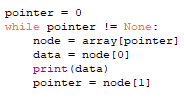 pointer = 0
while pointer != None:
    node = array[pointer]
    data = node[0]
    print(data)
    pointer = node[1]